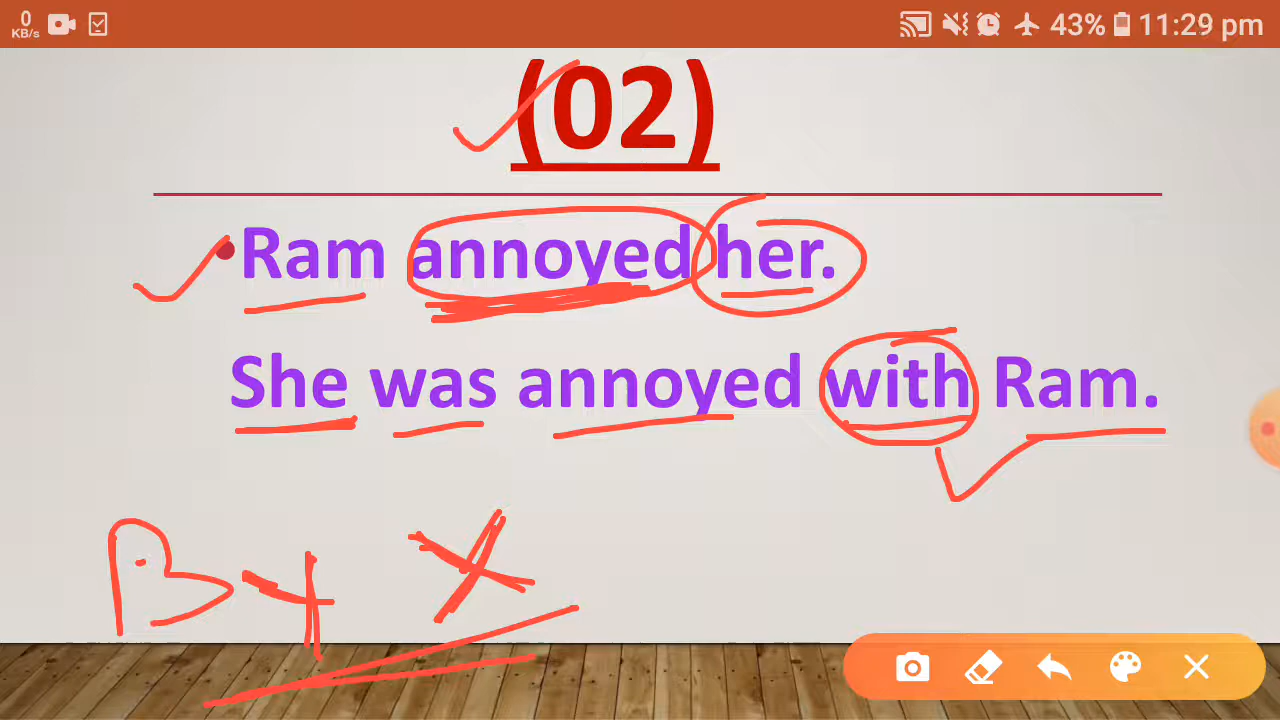 0
KB/s
43% 11:29 pm
(02)
• Ram annoyed her.
She was annoyed with Ram.
By X